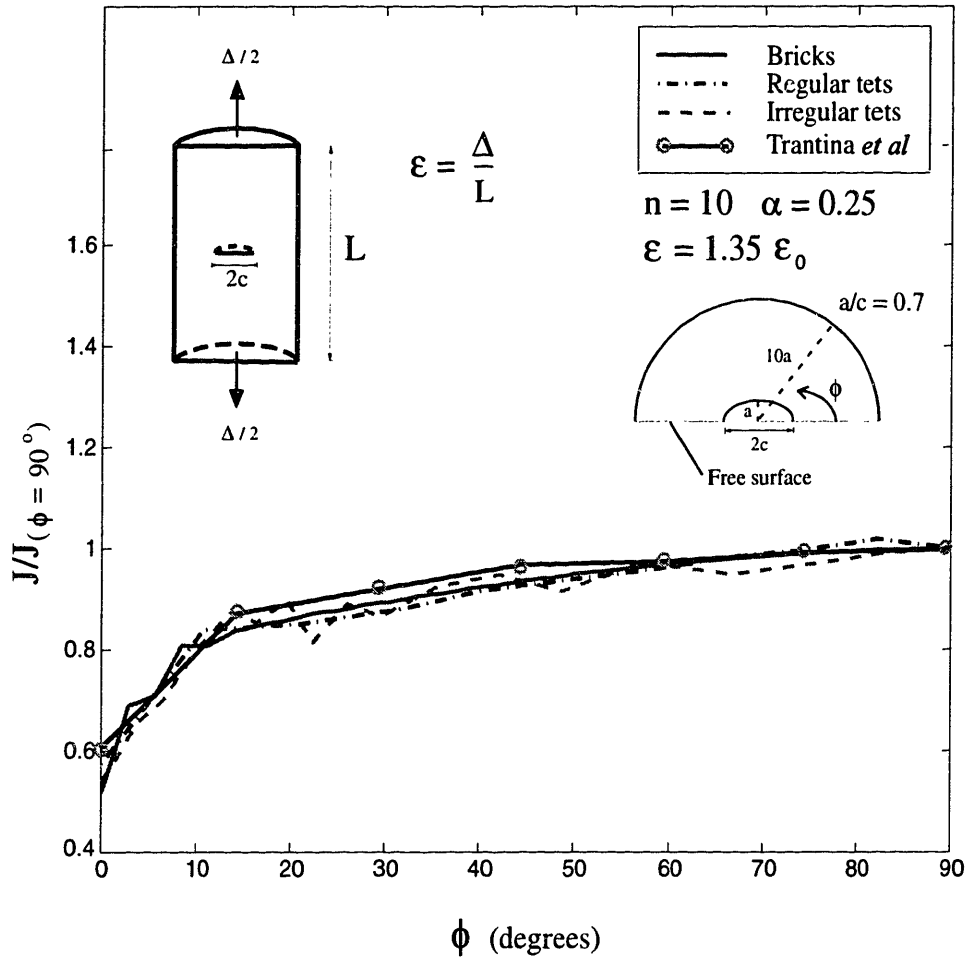 Δ / 2
ε = Δ / L
L
2c
Δ / 2
Bricks
Regular tets
Irregular tets
Trantina et al
n = 10 α = 0.25
ε = 1.35 ε0
a/c = 0.7
10a
ϕ
a
2c
Free surface
J/J(ϕ = 90°)
1.6
1.4
1.2
1
0.8
0.6
0.4
0 10 20 30 40 50 60 70 80 90
ϕ (degrees)